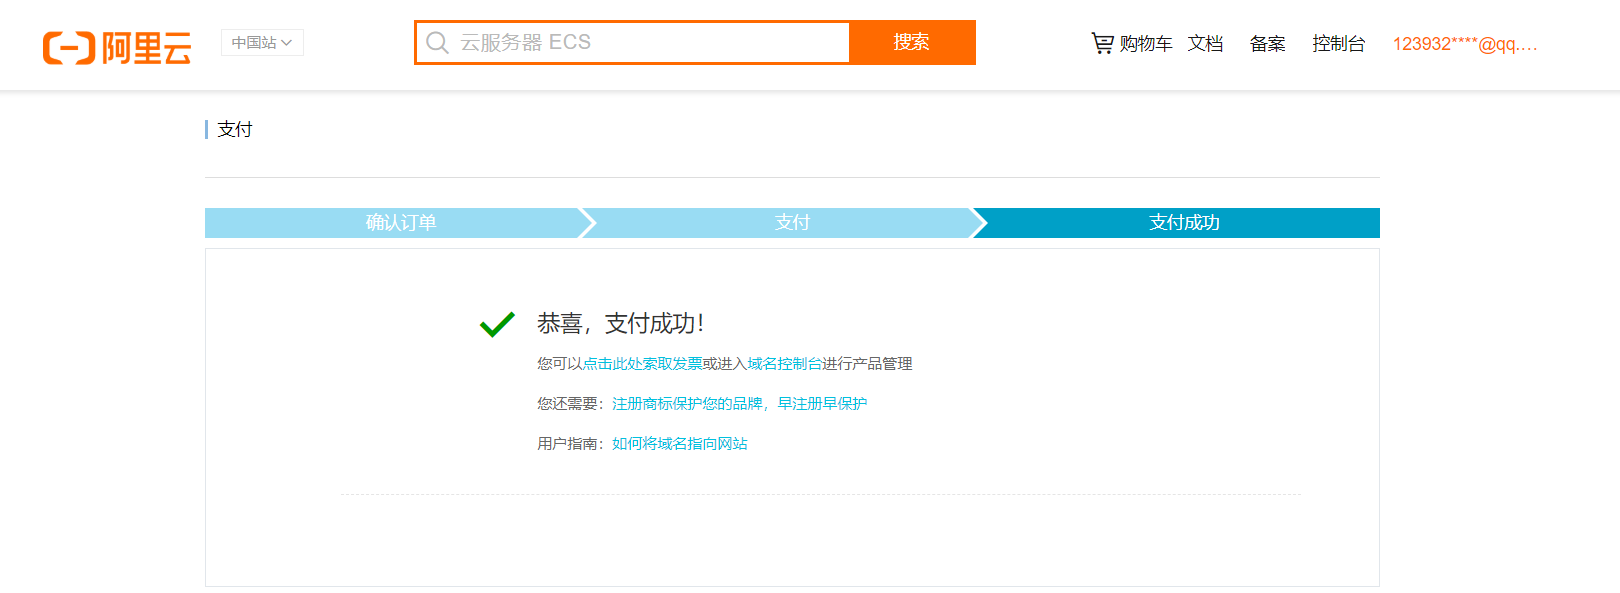 阿里云 中国站 云服务器 ECS 搜索 购物车 文档 备案 控制台 123932****@qq.…
支付
确认订单 支付 支付成功
恭喜，支付成功！
您可以点击此处索取发票或进入域名控制台进行产品管理
您还需要：注册商标保护您的品牌，早注册早保护
用户指南：如何将域名指向网站